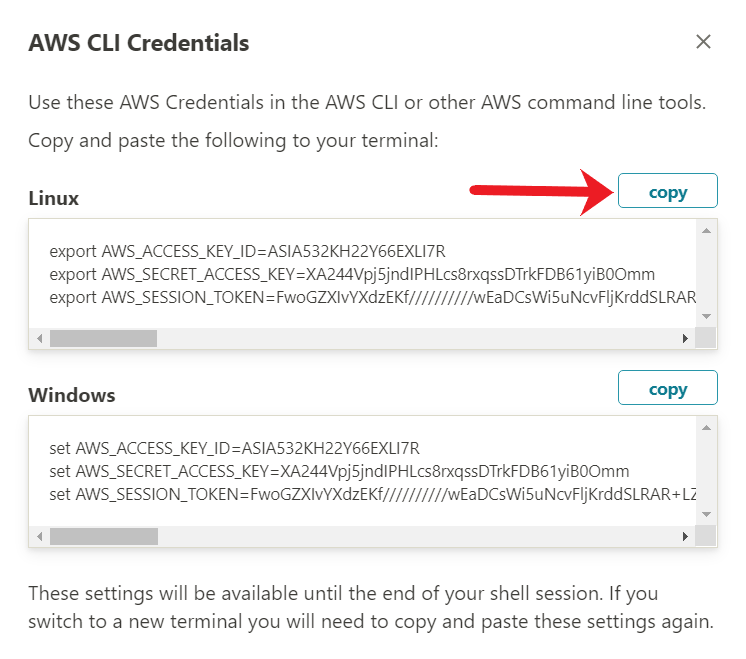 AWS CLI Credentials
Use these AWS Credentials in the AWS CLI or other AWS command line tools.
Copy and paste the following to your terminal:
Linux
copy
export AWS_ACCESS_KEY_ID=ASIA532KH22Y66EXLI7R
export AWS_SECRET_ACCESS_KEY=XA244Vpj5jndIPHLcs8rxqssDTrkFDB61yiB0Omm
export AWS_SESSION_TOKEN=FwoGZXIvYXdzEKf//////////wEaDCsWi5uNcvFljKrddSLRAR
Windows
copy
set AWS_ACCESS_KEY_ID=ASIA532KH22Y66EXLI7R
set AWS_SECRET_ACCESS_KEY=XA244Vpj5jndIPHLcs8rxqssDTrkFDB61yiB0Omm
set AWS_SESSION_TOKEN=FwoGZXIvYXdzEKf//////////wEaDCsWi5uNcvFljKrddSLRAR+LZ
These settings will be available until the end of your shell session. If you
switch to a new terminal you will need to copy and paste these settings again.